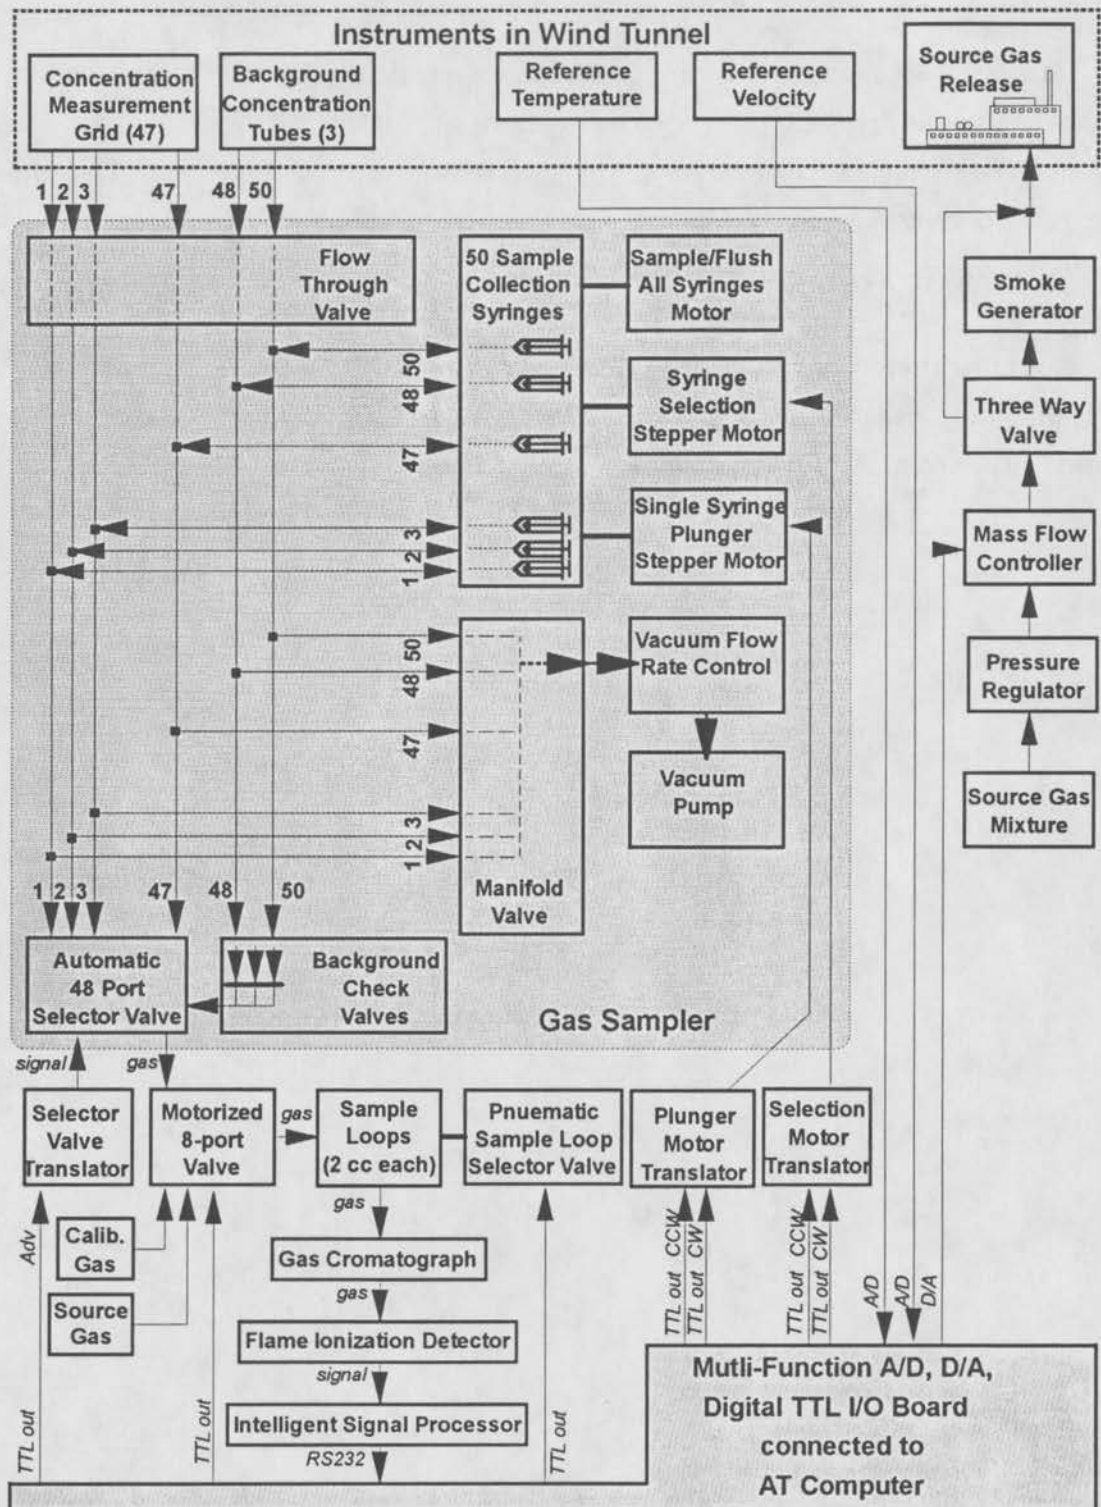 Instruments in Wind Tunnel
Concentration
Measurement
Grid (47)
Background
Concentration
Tubes (3)
Reference
Temperature
Reference
Velocity
Source Gas
Release
1 2 3 47 48 50
Flow
Through
Valve
50 Sample
Collection
Syringes
Sample/Flush
All Syringes
Motor
Smoke
Generator
50
48
47
3
2
1
Syringe
Selection
Stepper Motor
Three Way
Valve
Single Syringe
Plunger
Stepper Motor
Mass Flow
Controller
50
48
47
3
2
1
Manifold
Valve
Vacuum Flow
Rate Control
Vacuum
Pump
Pressure
Regulator
Source Gas
Mixture
1 2 3 47 48 50
Automatic
48 Port
Selector Valve
Background
Check
Valves
Gas Sampler
signal
gas
Selector
Valve
Translator
Motorized
8-port
Valve
gas
Sample
Loops
(2 cc each)
Pnuematic
Sample Loop
Selector Valve
Plunger
Motor
Translator
Selection
Motor
Translator
Adv
Calib.
Gas
Source
Gas
gas
Gas Cromatograph
gas
Flame Ionization Detector
signal
Intelligent Signal Processor
RS232
TTL out
TTL out
TTL out
TTL out CCW
TTL out CW
TTL out CCW
TTL out CW
A/D
A/D
D/A
Mutli-Function A/D, D/A,
Digital TTL I/O Board
connected to
AT Computer